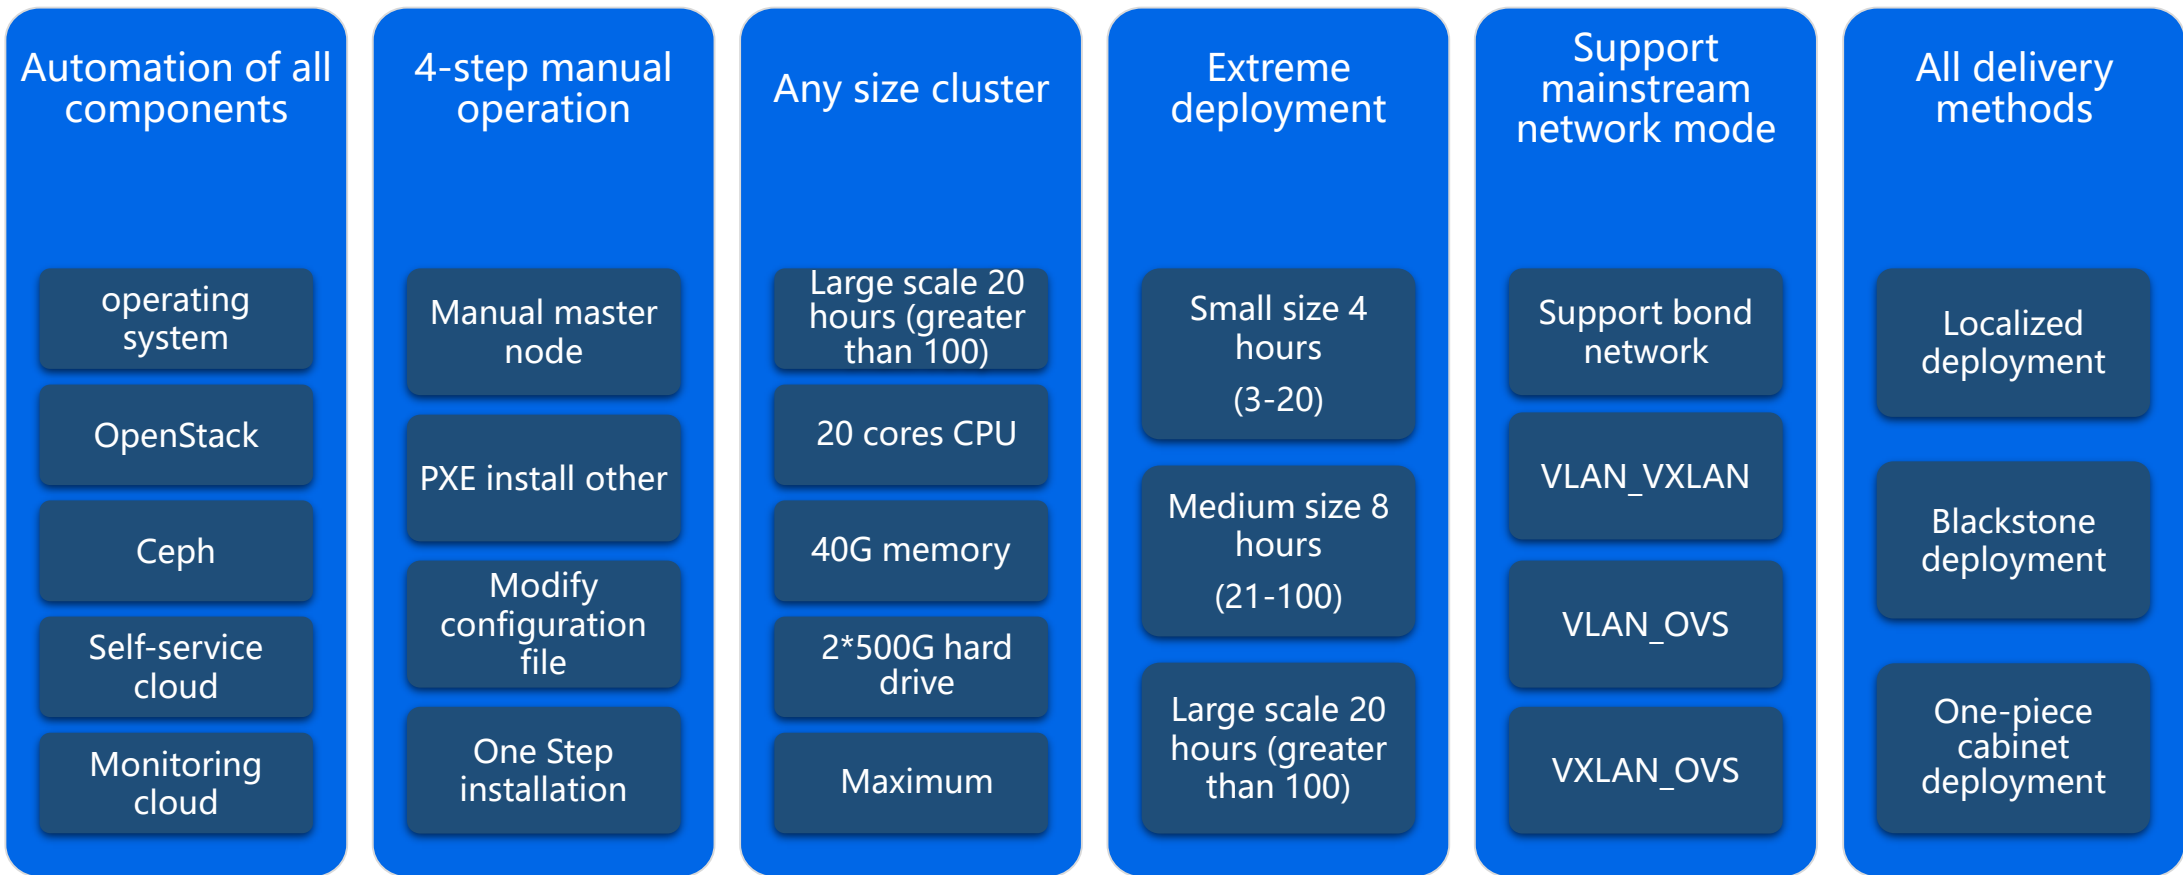 Automation of all
components
operating
system
OpenStack
Ceph
Self-service
cloud
Monitoring
cloud
4-step manual
operation
Manual master
node
PXE install other
Modify
configuration
file
One Step
installation
Any size cluster
Large scale 20
hours (greater
than 100)
20 cores CPU
40G memory
2*500G hard
drive
Maximum
Extreme
deployment
Small size 4
hours
(3-20)
Medium size 8
hours
(21-100)
Large scale 20
hours (greater
than 100)
Support
mainstream
network mode
Support bond
network
VLAN_VXLAN
VLAN_OVS
VXLAN_OVS
All delivery
methods
Localized
deployment
Blackstone
deployment
One-piece
cabinet
deployment